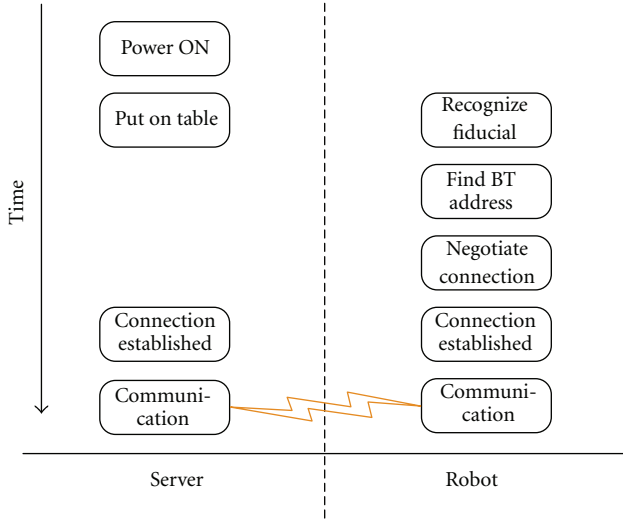 Power ON
Put on table
Recognize
fiducial
Find BT
address
Time
Negotiate
connection
Connection
established
Connection
established
Communi-
cation
Communi-
cation
Server
Robot